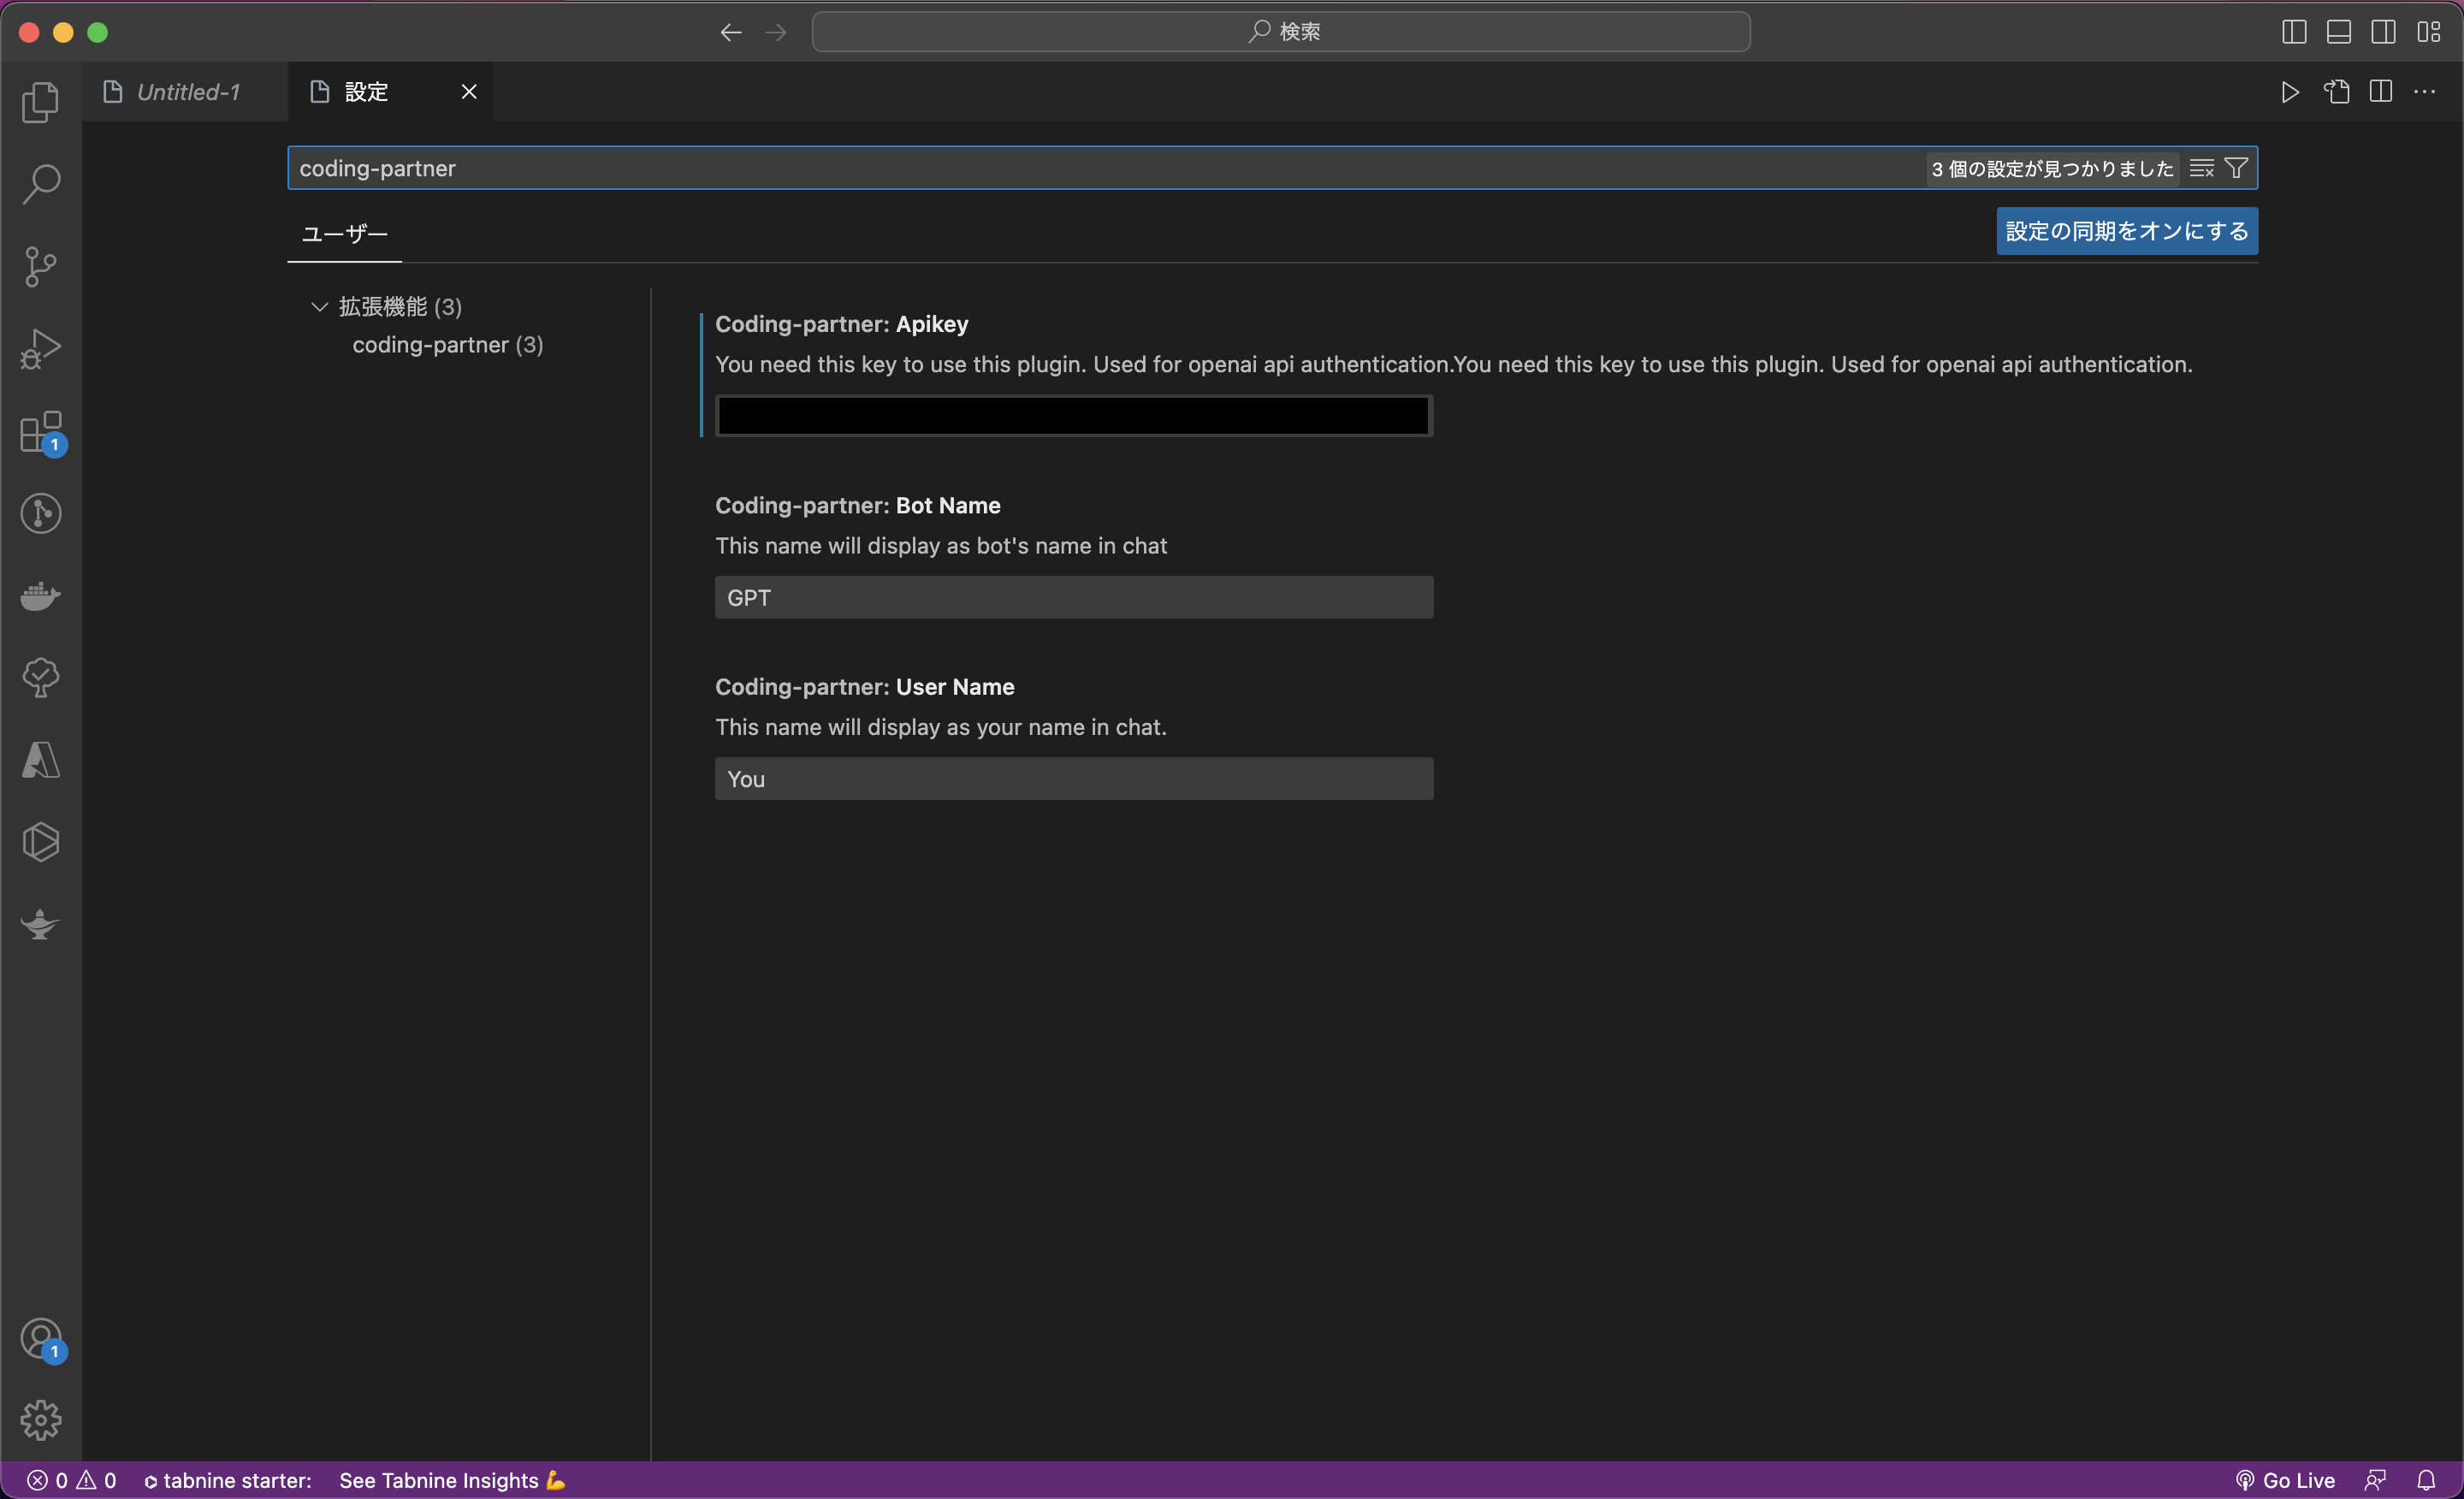 検索
Untitled-1
設定
coding-partner
3 個の設定が見つかりました
ユーザー
設定の同期をオンにする
拡張機能 (3)
coding-partner (3)
Coding-partner: Apikey
You need this key to use this plugin. Used for openai api authentication.You need this key to use this plugin. Used for openai api authentication.
Coding-partner: Bot Name
This name will display as bot's name in chat
GPT
Coding-partner: User Name
This name will display as your name in chat.
You
1
1
0 0 tabnine starter: See Tabnine Insights 💪 Go Live